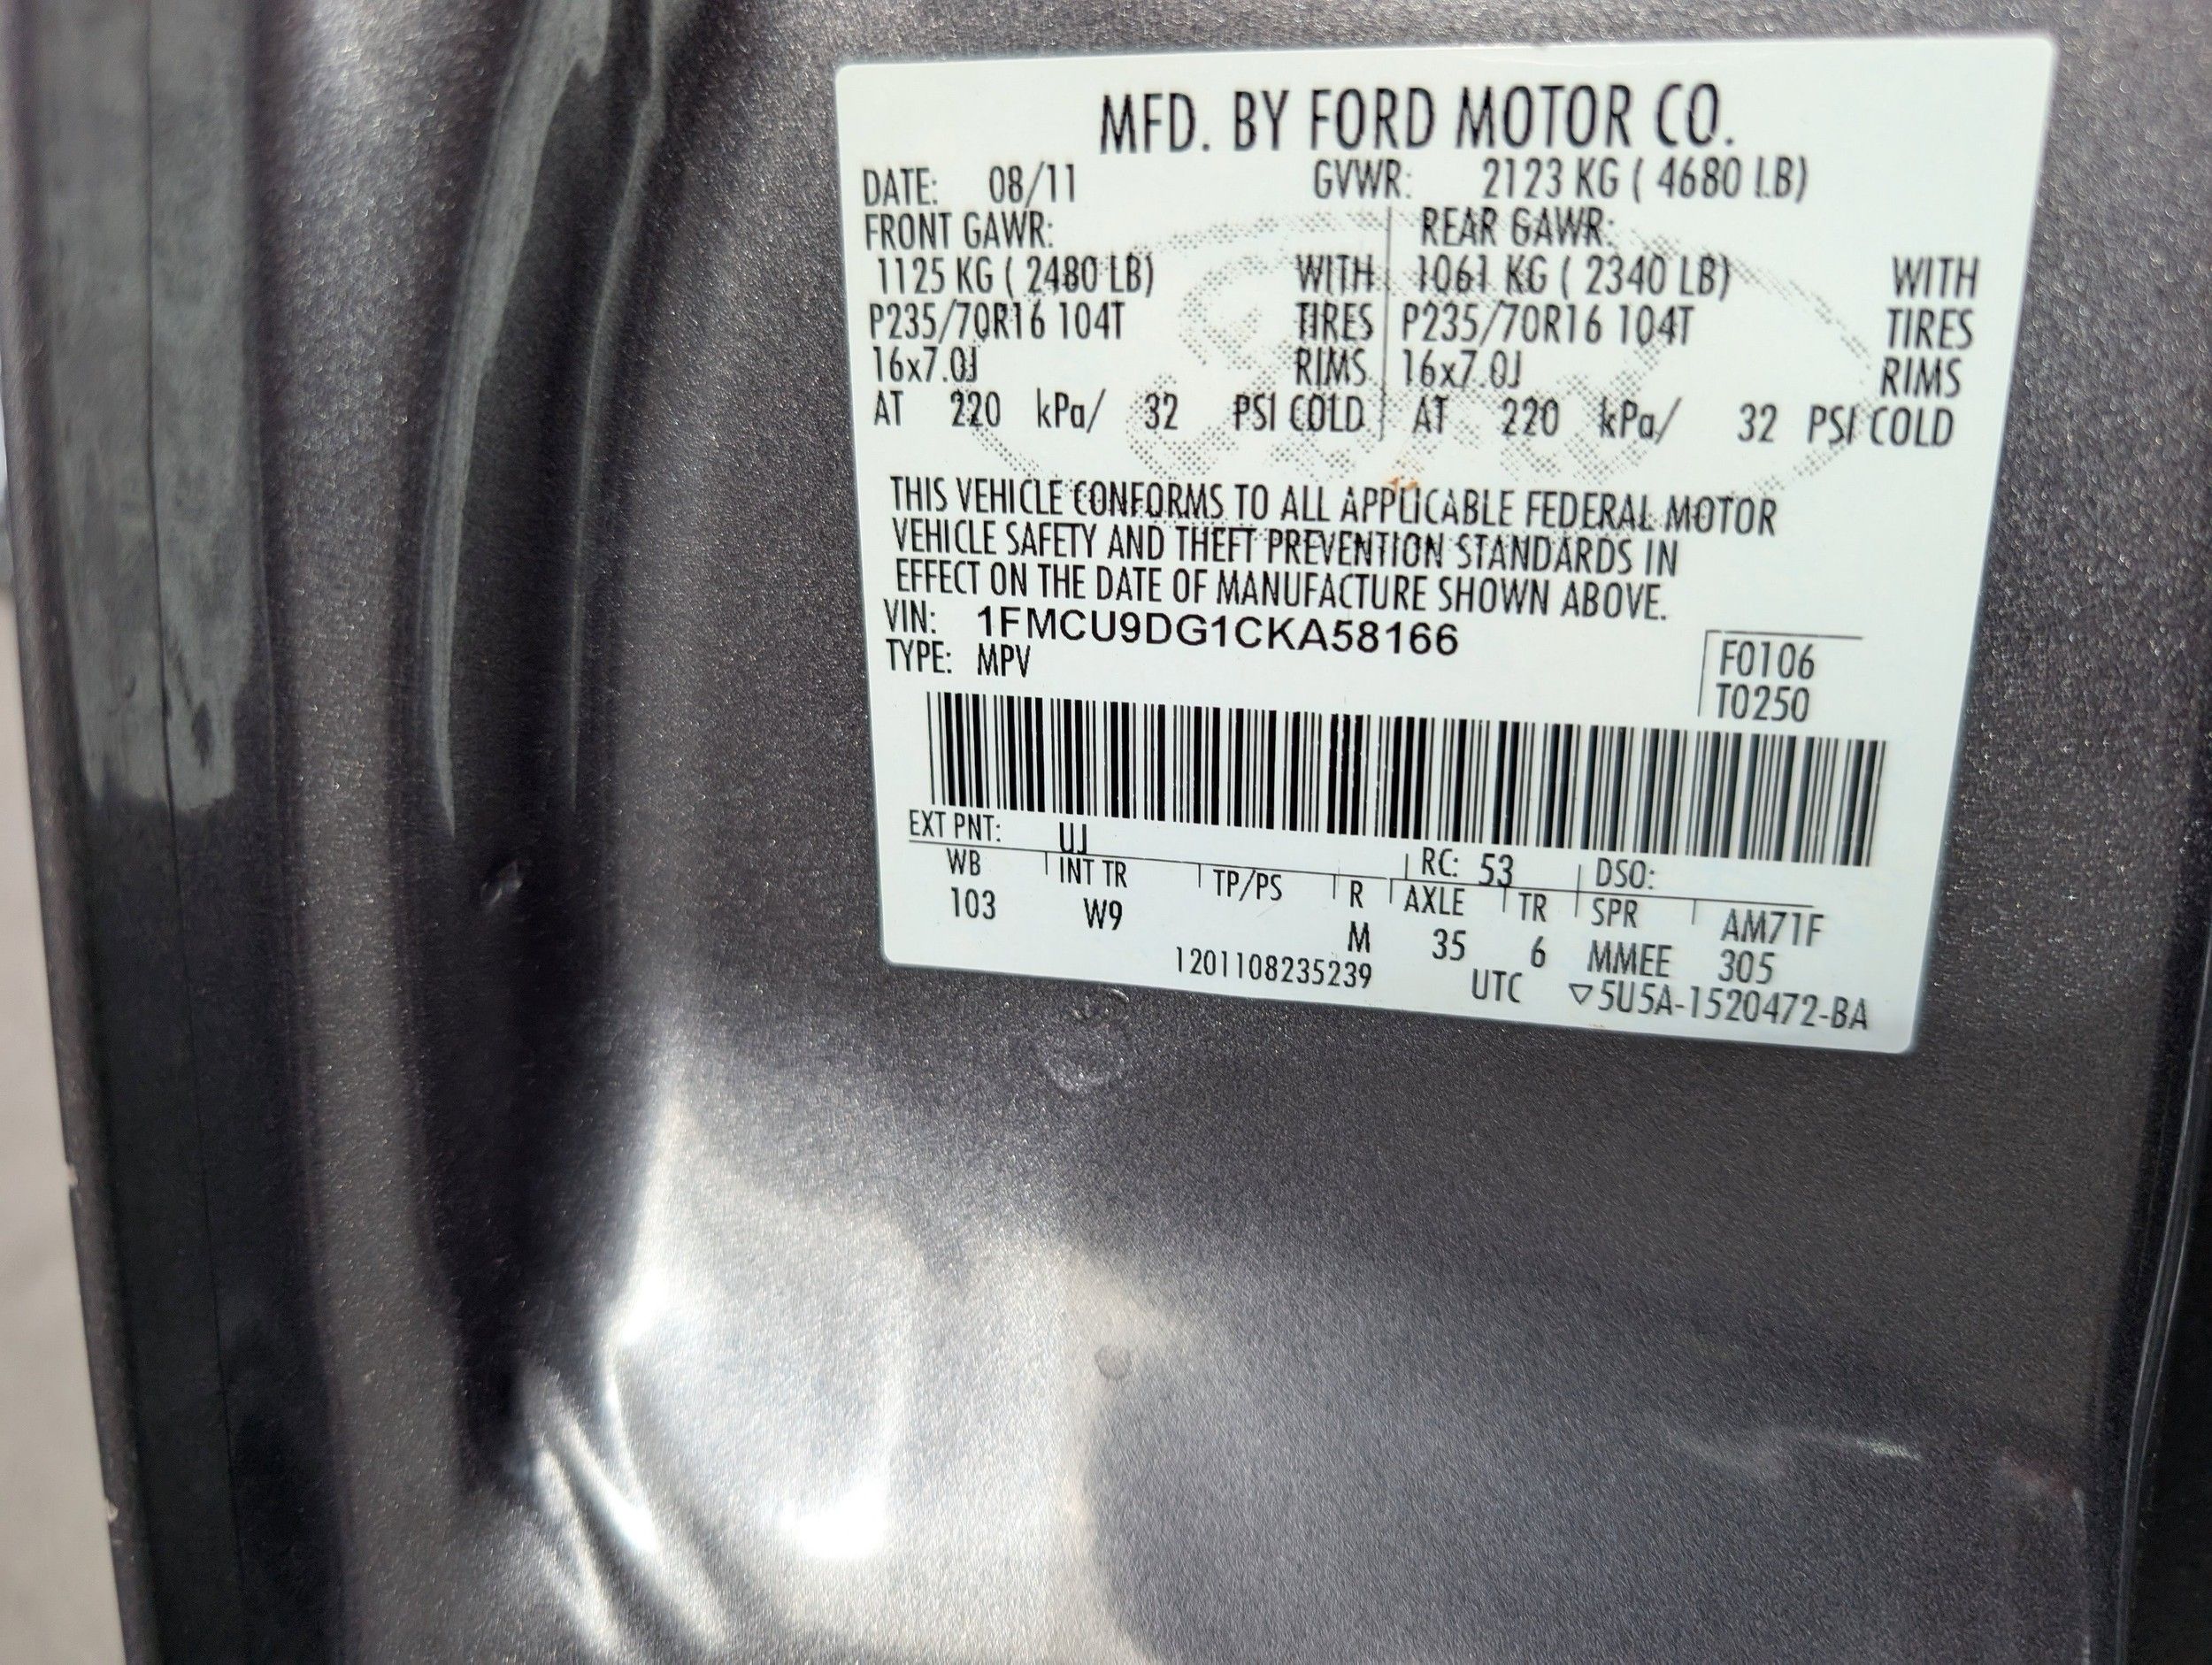 MFD. BY FORD MOTOR CO.
DATE: 08/11 GVWR: 2123 KG ( 4680 LB)
FRONT GAWR: REAR GAWR:
1125 KG ( 2480 LB) WITH 1061 KG ( 2340 LB) WITH
P235/70R16 104T TIRES P235/70R16 104T TIRES
16x7.0J RIMS 16x7.0J RIMS
AT 220 kPa/ 32 PSI COLD AT 220 kPa/ 32 PSI COLD
THIS VEHICLE CONFORMS TO ALL APPLICABLE FEDERAL MOTOR
VEHICLE SAFETY AND THEFT PREVENTION STANDARDS IN
EFFECT ON THE DATE OF MANUFACTURE SHOWN ABOVE.
VIN: 1FMCU9DG1CKA58166
TYPE: MPV
F0106
T0250
EXT PNT: UJ RC: 53 DSO:
WB INT TR TP/PS R AXLE TR SPR AM71F
103 W9 M 35 6 MMEE 305
1201108235239 UTC ▽5U5A-1520472-BA